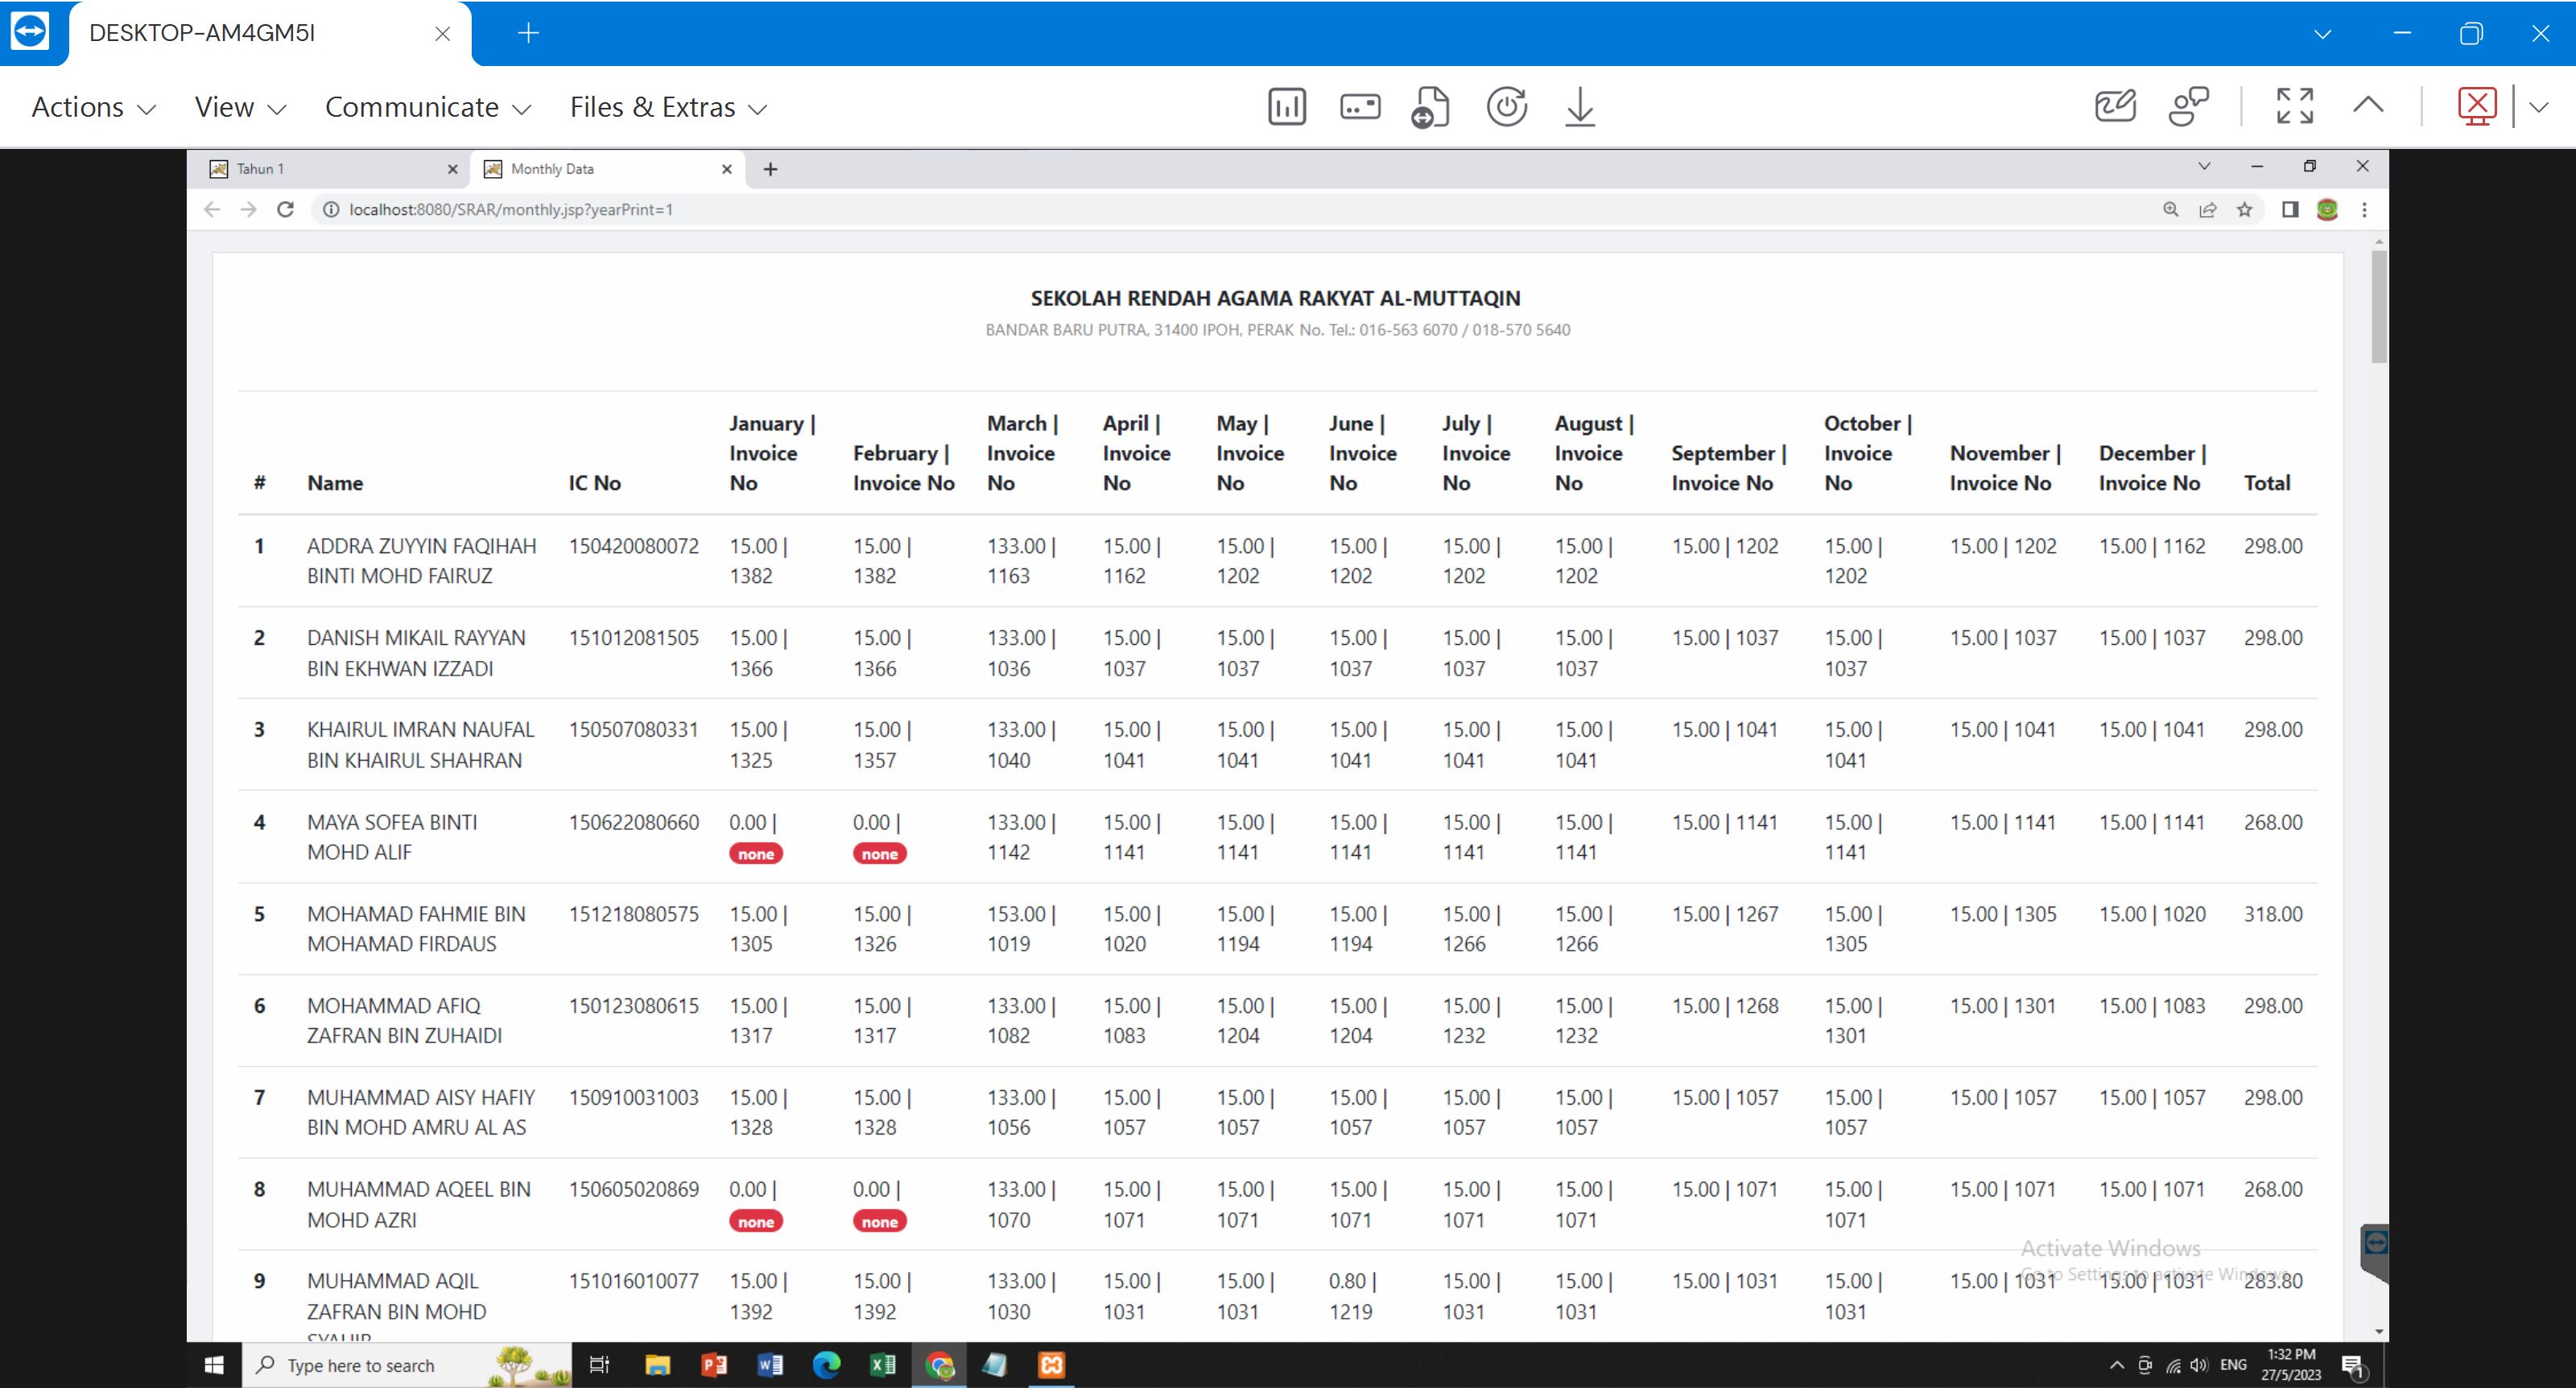 DESKTOP-AM4GM5I
Actions View Communicate Files & Extras
Tahun 1 Monthly Data
localhost:8080/SRAR/monthly.jsp?yearPrint=1
SEKOLAH RENDAH AGAMA RAKYAT AL-MUTTAQIN
BANDAR BARU PUTRA, 31400 IPOH, PERAK No. Tel.: 016-563 6070 / 018-570 5640
January | March | April | May | June | July | August | October |
Invoice February | Invoice Invoice Invoice Invoice Invoice Invoice September | Invoice November | December |
# Name IC No No Invoice No No No No No No No Invoice No No Invoice No Invoice No Total
1 ADDRA ZUYYIN FAQIHAH 150420080072 15.00 | 15.00 | 133.00 | 15.00 | 15.00 | 15.00 | 15.00 | 15.00 | 15.00 | 1202 15.00 | 15.00 | 1202 15.00 | 1162 298.00
BINTI MOHD FAIRUZ 1382 1382 1163 1162 1202 1202 1202 1202 1202
2 DANISH MIKAIL RAYYAN 151012081505 15.00 | 15.00 | 133.00 | 15.00 | 15.00 | 15.00 | 15.00 | 15.00 | 15.00 | 1037 15.00 | 15.00 | 1037 15.00 | 1037 298.00
BIN EKHWAN IZZADI 1366 1366 1036 1037 1037 1037 1037 1037 1037
3 KHAIRUL IMRAN NAUFAL 150507080331 15.00 | 15.00 | 133.00 | 15.00 | 15.00 | 15.00 | 15.00 | 15.00 | 15.00 | 1041 15.00 | 15.00 | 1041 15.00 | 1041 298.00
BIN KHAIRUL SHAHRAN 1325 1357 1040 1041 1041 1041 1041 1041 1041
4 MAYA SOFEA BINTI 150622080660 0.00 | 0.00 | 133.00 | 15.00 | 15.00 | 15.00 | 15.00 | 15.00 | 15.00 | 1141 15.00 | 15.00 | 1141 15.00 | 1141 268.00
MOHD ALIF none none 1142 1141 1141 1141 1141 1141 1141
5 MOHAMAD FAHMIE BIN 151218080575 15.00 | 15.00 | 153.00 | 15.00 | 15.00 | 15.00 | 15.00 | 15.00 | 15.00 | 1267 15.00 | 15.00 | 1305 15.00 | 1020 318.00
MOHAMAD FIRDAUS 1305 1326 1019 1020 1194 1194 1266 1266 1305
6 MOHAMMAD AFIQ 150123080615 15.00 | 15.00 | 133.00 | 15.00 | 15.00 | 15.00 | 15.00 | 15.00 | 15.00 | 1268 15.00 | 15.00 | 1301 15.00 | 1083 298.00
ZAFRAN BIN ZUHAIDI 1317 1317 1082 1083 1204 1204 1232 1232 1301
7 MUHAMMAD AISY HAFIY 150910031003 15.00 | 15.00 | 133.00 | 15.00 | 15.00 | 15.00 | 15.00 | 15.00 | 15.00 | 1057 15.00 | 15.00 | 1057 15.00 | 1057 298.00
BIN MOHD AMRU AL AS 1328 1328 1056 1057 1057 1057 1057 1057 1057
8 MUHAMMAD AQEEL BIN 150605020869 0.00 | 0.00 | 133.00 | 15.00 | 15.00 | 15.00 | 15.00 | 15.00 | 15.00 | 1071 15.00 | 15.00 | 1071 15.00 | 1071 268.00
MOHD AZRI none none 1070 1071 1071 1071 1071 1071 1071
Activate Windows
Go to Settings to activate Windows.
9 MUHAMMAD AQIL 151016010077 15.00 | 15.00 | 133.00 | 15.00 | 15.00 | 0.80 | 15.00 | 15.00 | 15.00 | 1031 15.00 | 15.00 | 1031 15.00 | 1031 283.80
ZAFRAN BIN MOHD 1392 1392 1030 1031 1031 1219 1031 1031 1031
Type here to search
ENG 1:32 PM
27/5/2023
1